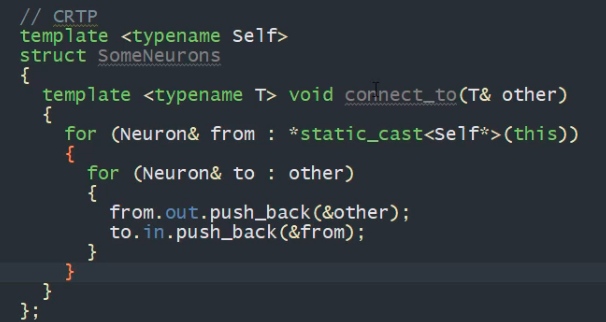 // CRTP
template <typename Self>
struct SomeNeurons
{
template <typename T> void connect_to(T& other)
{
for (Neuron& from : *static_cast<Self*>(this))
{
for (Neuron& to : other)
{
from.out.push_back(&other);
to.in.push_back(&from);
}
}
}
};